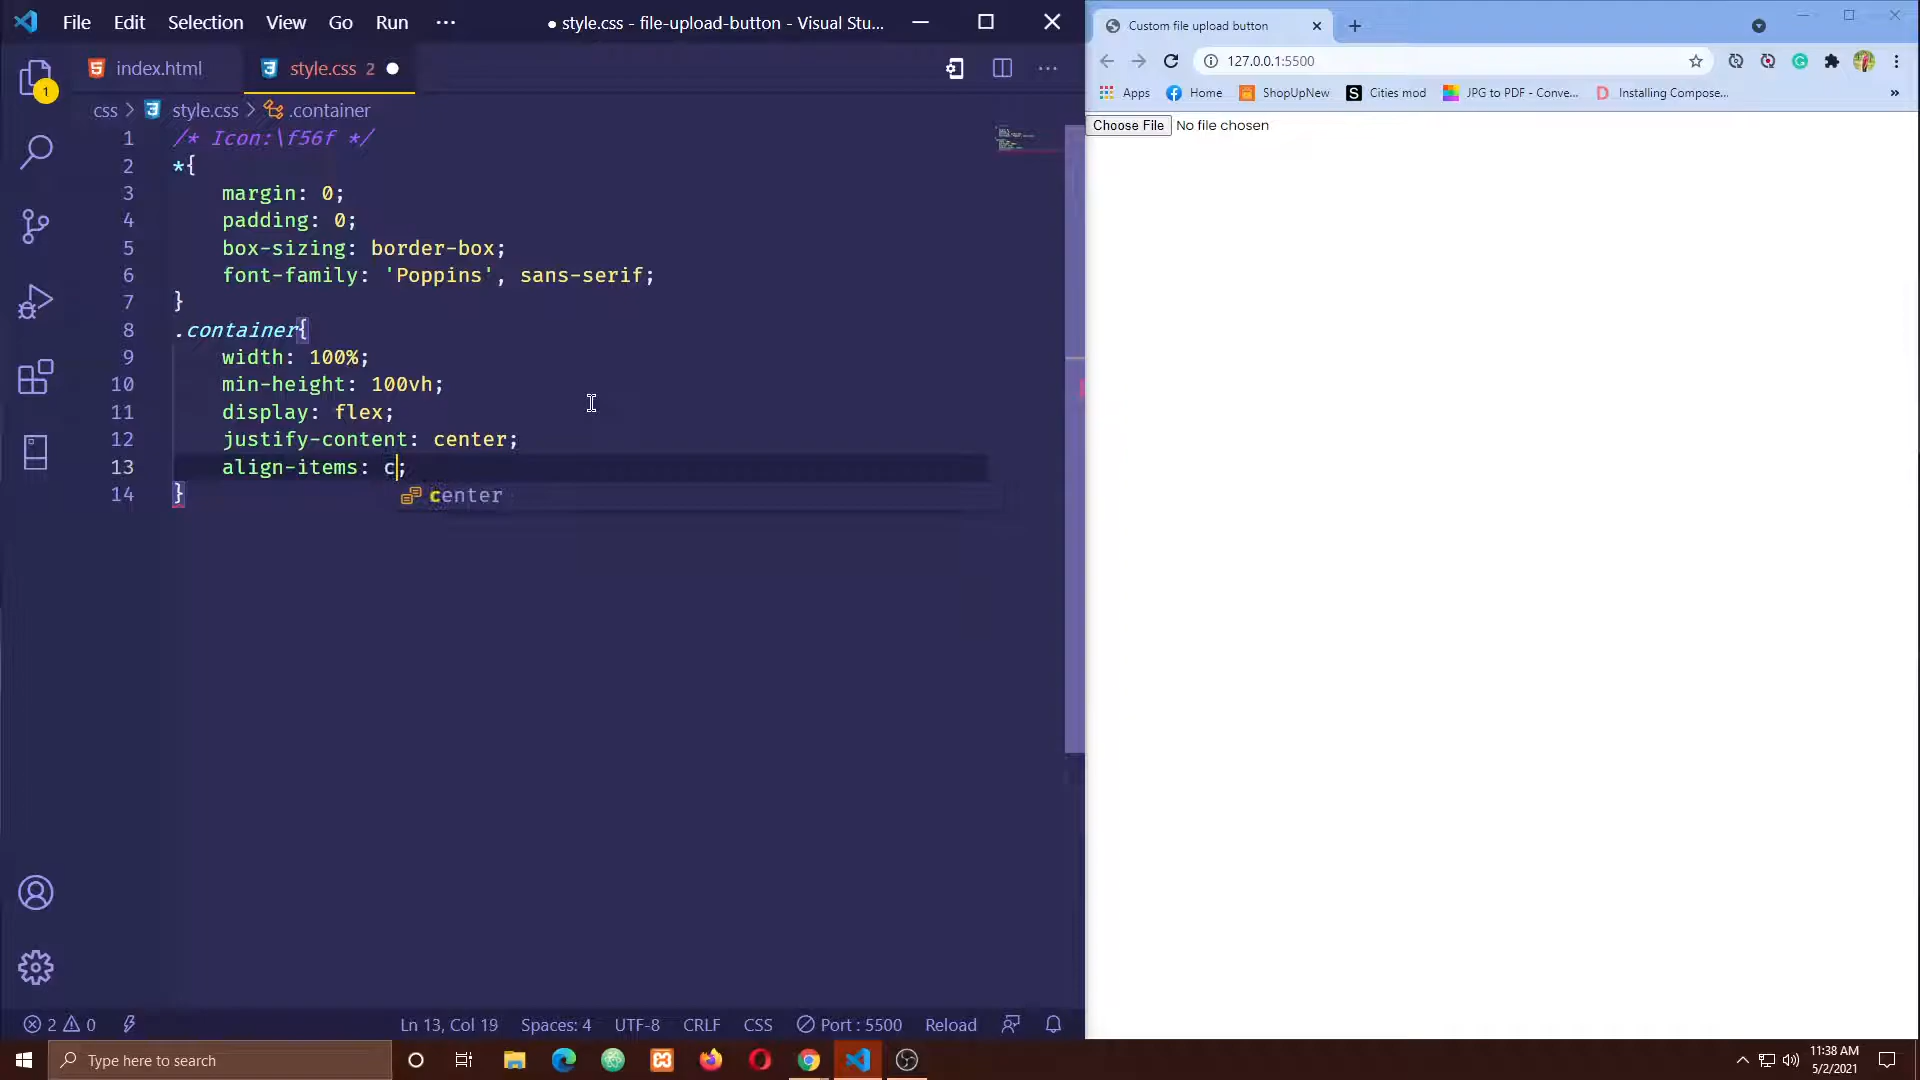 File Edit Selection View Go Run ···
● style.css - file-upload-button - Visual Stu...
index.html style.css 2 ●
css > style.css > .container
1 /* Icon:\f56f */
2 *{
3 margin: 0;
4 padding: 0;
5 box-sizing: border-box;
6 font-family: 'Poppins', sans-serif;
7 }
8 .container{
9 width: 100%;
10 min-height: 100vh;
11 display: flex;
12 justify-content: center;
13 align-items: c;
14 }
center
1
2 0 Ln 13, Col 19 Spaces: 4 UTF-8 CRLF CSS Port : 5500 Reload
Custom file upload button
127.0.0.1:5500
Apps Home ShopUpNew S Cities mod JPG to PDF - Conve... D Installing Compose... »
Choose File No file chosen
Type here to search
11:38 AM
5/2/2021